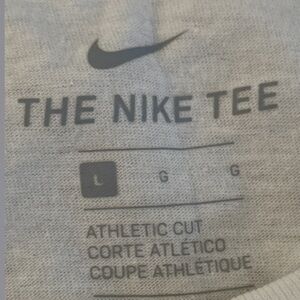 THE NIKE TEE
L G G
ATHLETIC CUT
CORTE ATLÉTICO
COUPE ATHLÉTIQUE